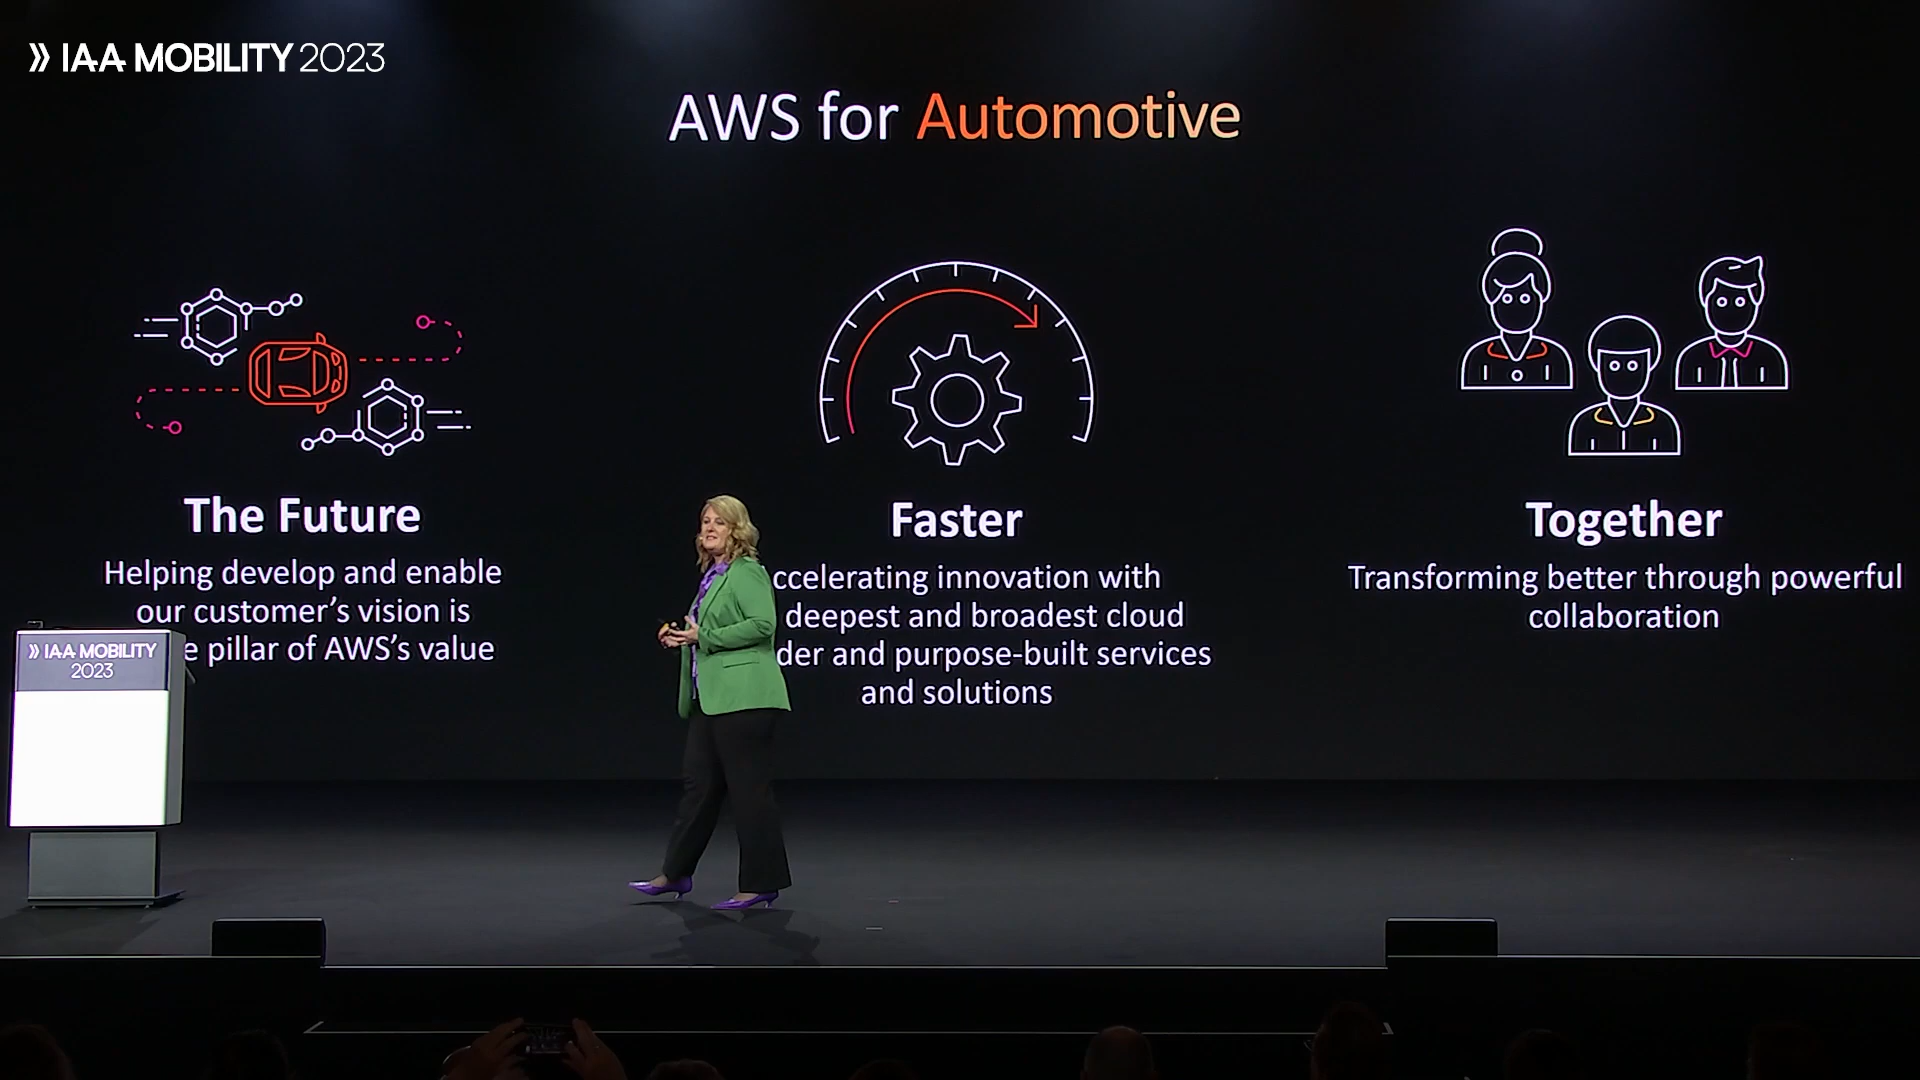 IAA MOBILITY 2023
AWS for Automotive
The Future
Helping develop and enable
our customer's vision is
pillar of AWS's value
Faster
innovation with
deepest and broadest cloud
and purpose-built services
and solutions
Together
Transforming better through powerful
collaboration
IAA MOBILITY
2023